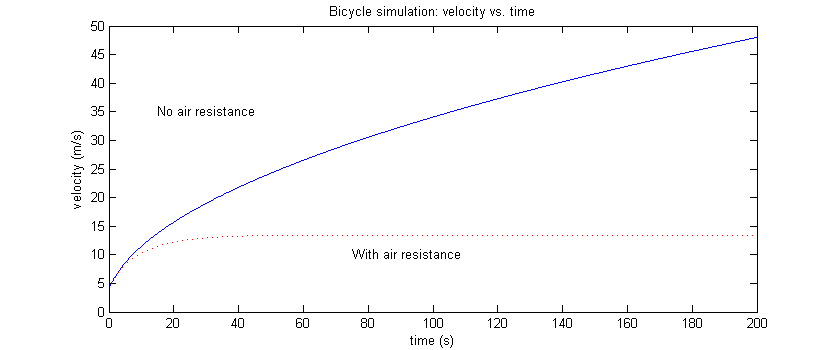 Bicycle simulation: velocity vs. time
50
45
40
35
30
25
20
15
10
5
0
velocity (m/s)
No air resistance
With air resistance
0 20 40 60 80 100 120 140 160 180 200
time (s)